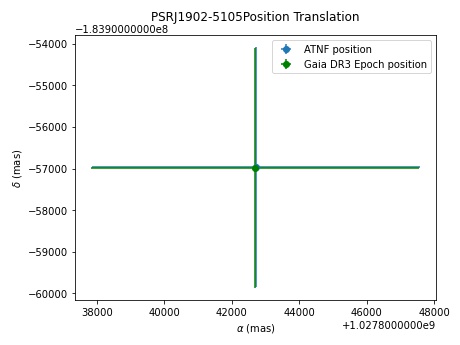 PSRJ1902-5105Position Translation
−1.8390000000e8
ATNF position
Gaia DR3 Epoch position
−54000
−55000
−56000
−57000
−58000
−59000
−60000
δ (mas)
38000 40000 42000 44000 46000 48000
α (mas)
+1.0278000000e9